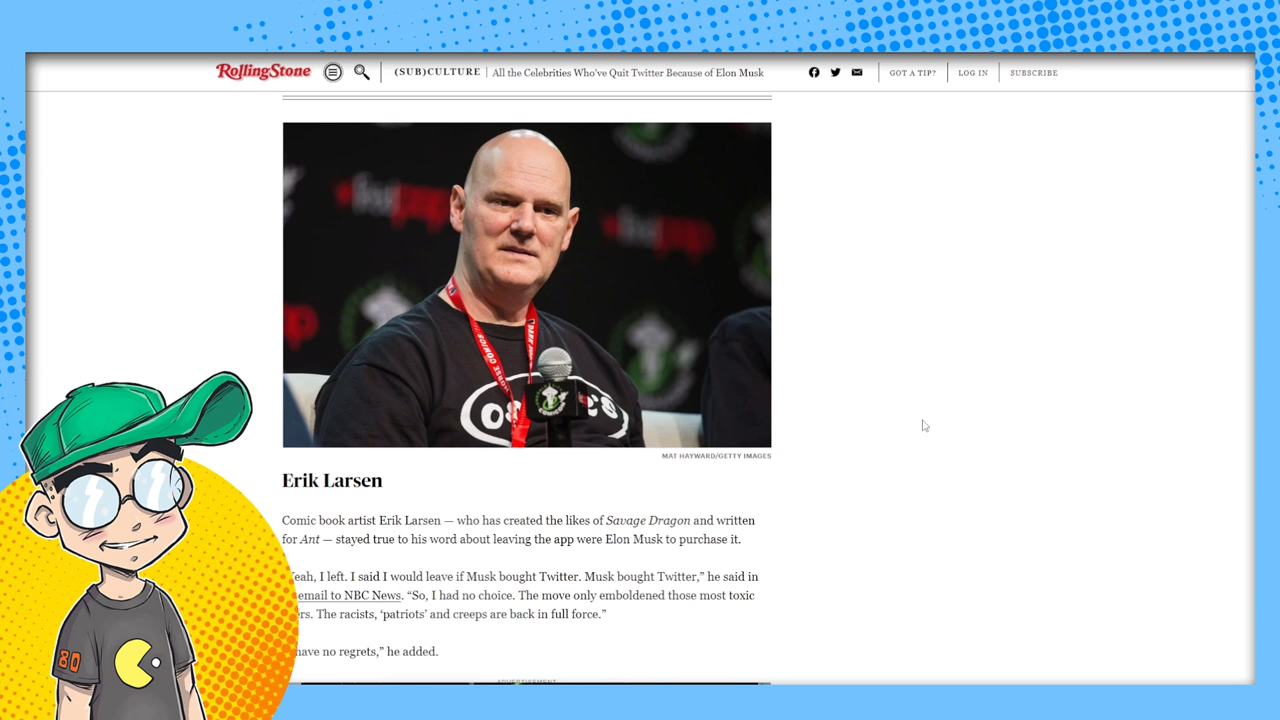 RollingStone
(SUB)CULTURE | All the Celebrities Who've Quit Twitter Because of Elon Musk
GOT A TIP?
LOG IN
SUBSCRIBE
MAT HAYWARD/GETTY IMAGES
Erik Larsen
Comic book artist Erik Larsen — who has created the likes of Savage Dragon and written
for Ant — stayed true to his word about leaving the app were Elon Musk to purchase it.
eah, I left. I said I would leave if Musk bought Twitter. Musk bought Twitter,” he said in
email to NBC News. “So, I had no choice. The move only emboldened those most toxic
ers. The racists, ‘patriots’ and creeps are back in full force.”
have no regrets,” he added.
ADVERTISEMENT
80